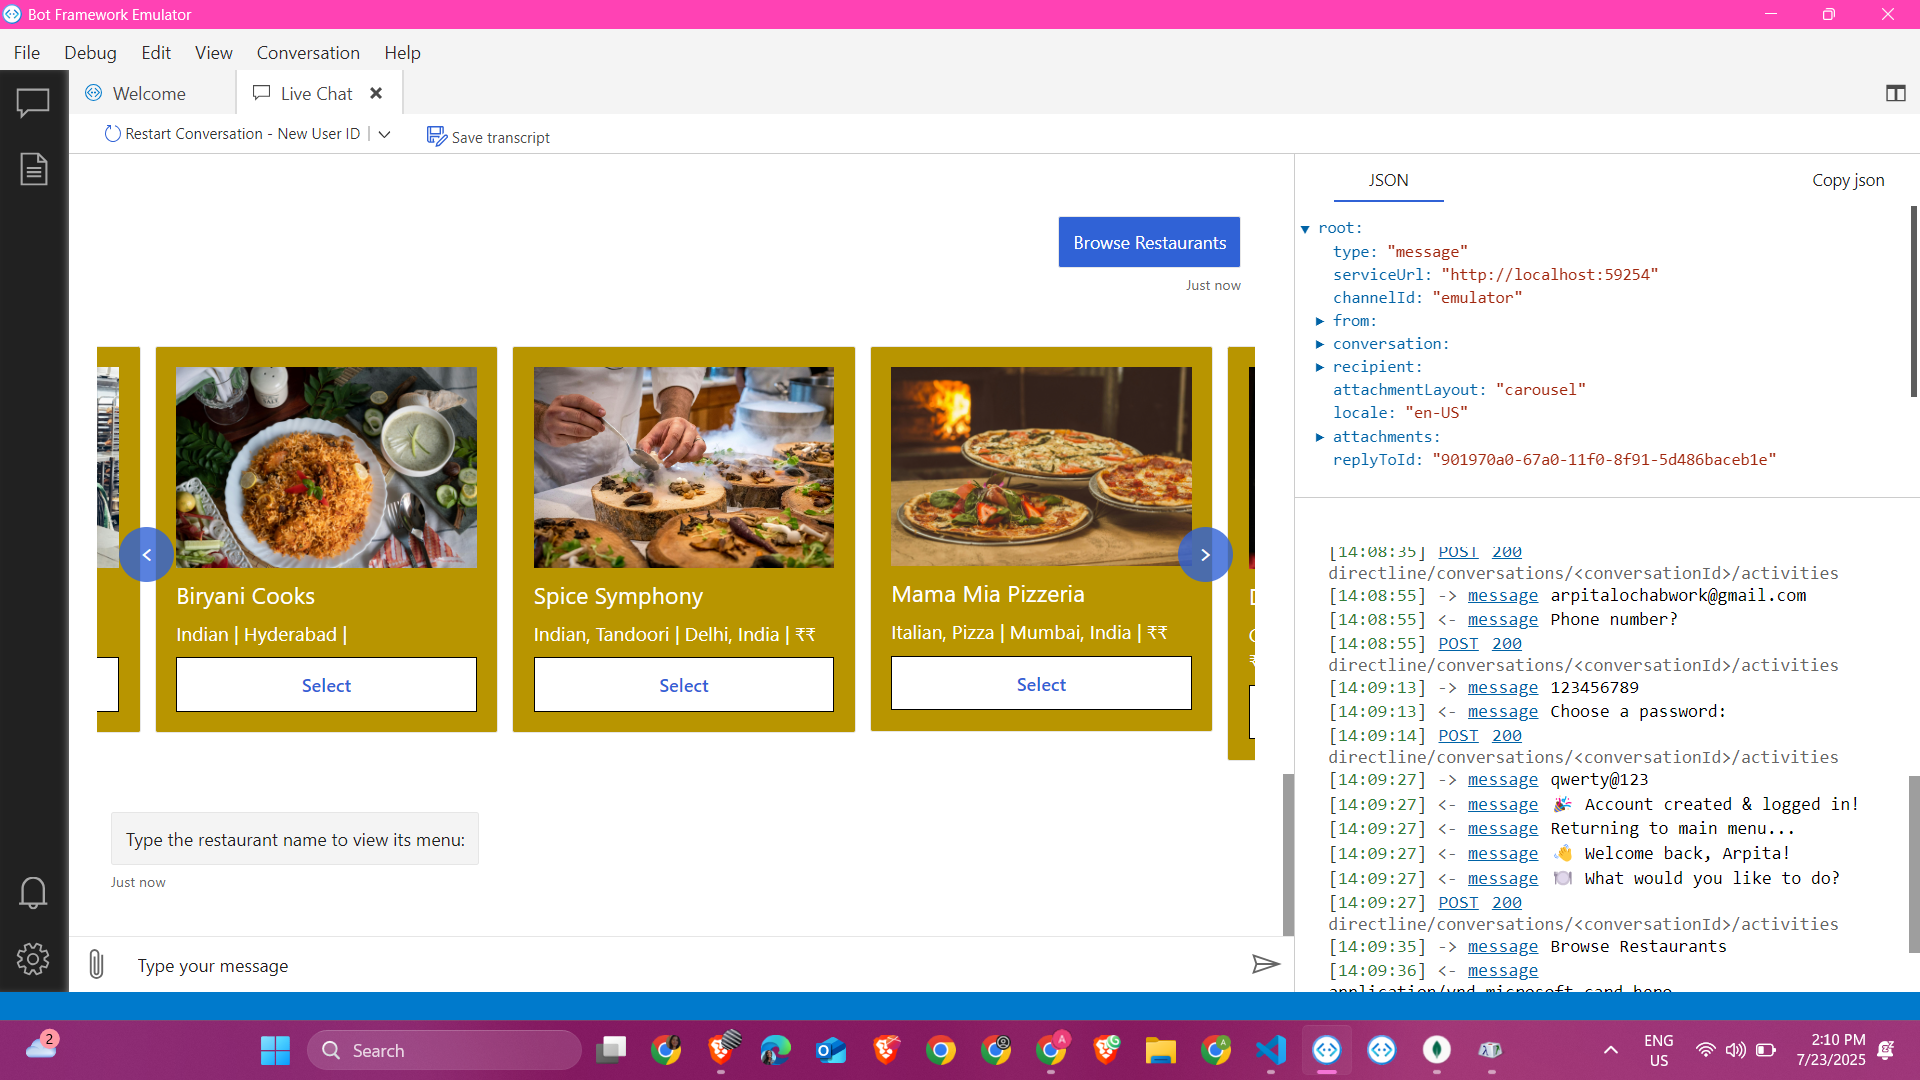 Bot Framework Emulator
File Debug Edit View Conversation Help
Welcome
Live Chat
Restart Conversation - New User ID
Save transcript
Browse Restaurants
Just now
Biryani Cooks
Indian | Hyderabad |
Select
Spice Symphony
Indian, Tandoori | Delhi, India | ₹₹
Select
Mama Mia Pizzeria
Italian, Pizza | Mumbai, India | ₹₹
Select
Type the restaurant name to view its menu:
Just now
Type your message
JSON
Copy json
root:
type: "message"
serviceUrl: "http://localhost:59254"
channelId: "emulator"
from:
conversation:
recipient:
attachmentLayout: "carousel"
locale: "en-US"
attachments:
replyToId: "901970a0-67a0-11f0-8f91-5d486baceb1e"
[14:08:35] POST 200
directline/conversations/<conversationId>/activities
[14:08:55] -> message arpitalochabwork@gmail.com
[14:08:55] <- message Phone number?
[14:08:55] POST 200
directline/conversations/<conversationId>/activities
[14:09:13] -> message 123456789
[14:09:13] <- message Choose a password:
[14:09:14] POST 200
directline/conversations/<conversationId>/activities
[14:09:27] -> message qwerty@123
[14:09:27] <- message 🎉 Account created & logged in!
[14:09:27] <- message Returning to main menu...
[14:09:27] <- message 👋 Welcome back, Arpita!
[14:09:27] <- message 🍽️ What would you like to do?
[14:09:27] POST 200
directline/conversations/<conversationId>/activities
[14:09:35] -> message Browse Restaurants
[14:09:36] <- message
application/vnd.microsoft.card.hero
2
Search
ENG
US
2:10 PM
7/23/2025